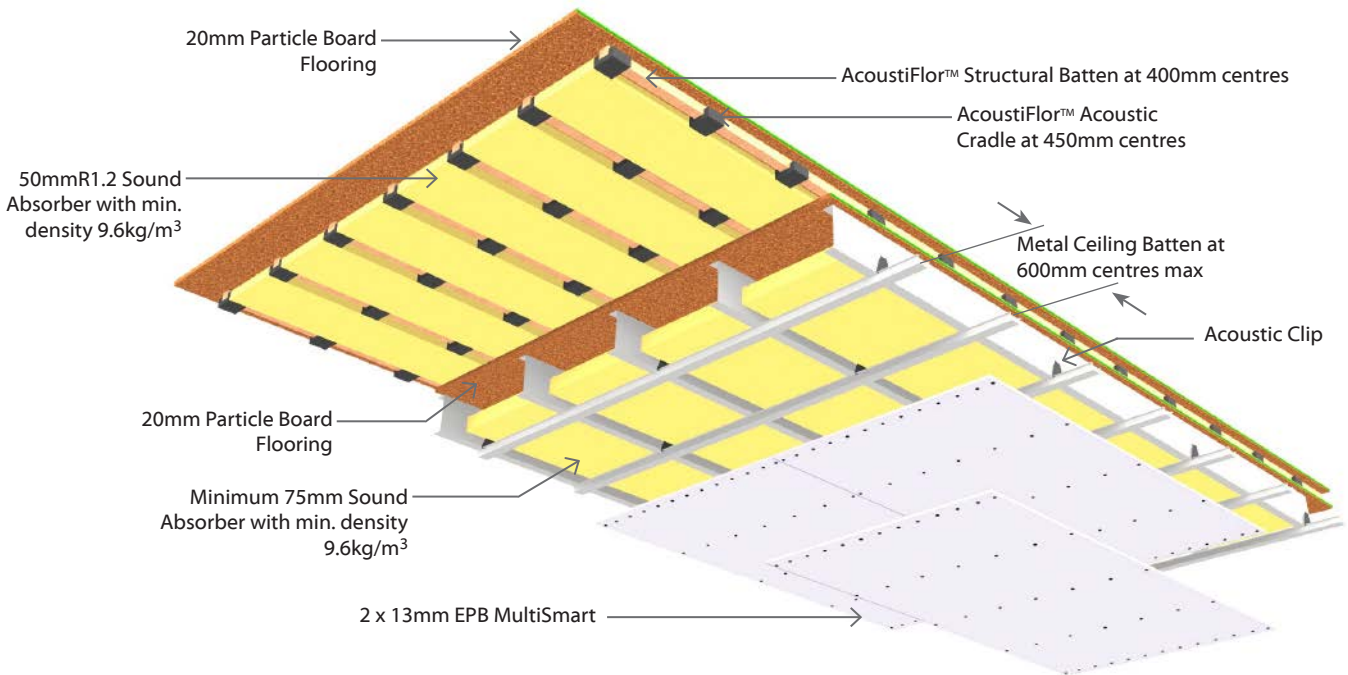 20mm Particle Board
Flooring
AcoustiFlor™ Structural Batten at 400mm centres
AcoustiFlor™ Acoustic
Cradle at 450mm centres
50mmR1.2 Sound
Absorber with min.
density 9.6kg/m³
Metal Ceiling Batten at
600mm centres max
Acoustic Clip
20mm Particle Board
Flooring
Minimum 75mm Sound
Absorber with min. density
9.6kg/m³
2 x 13mm EPB MultiSmart